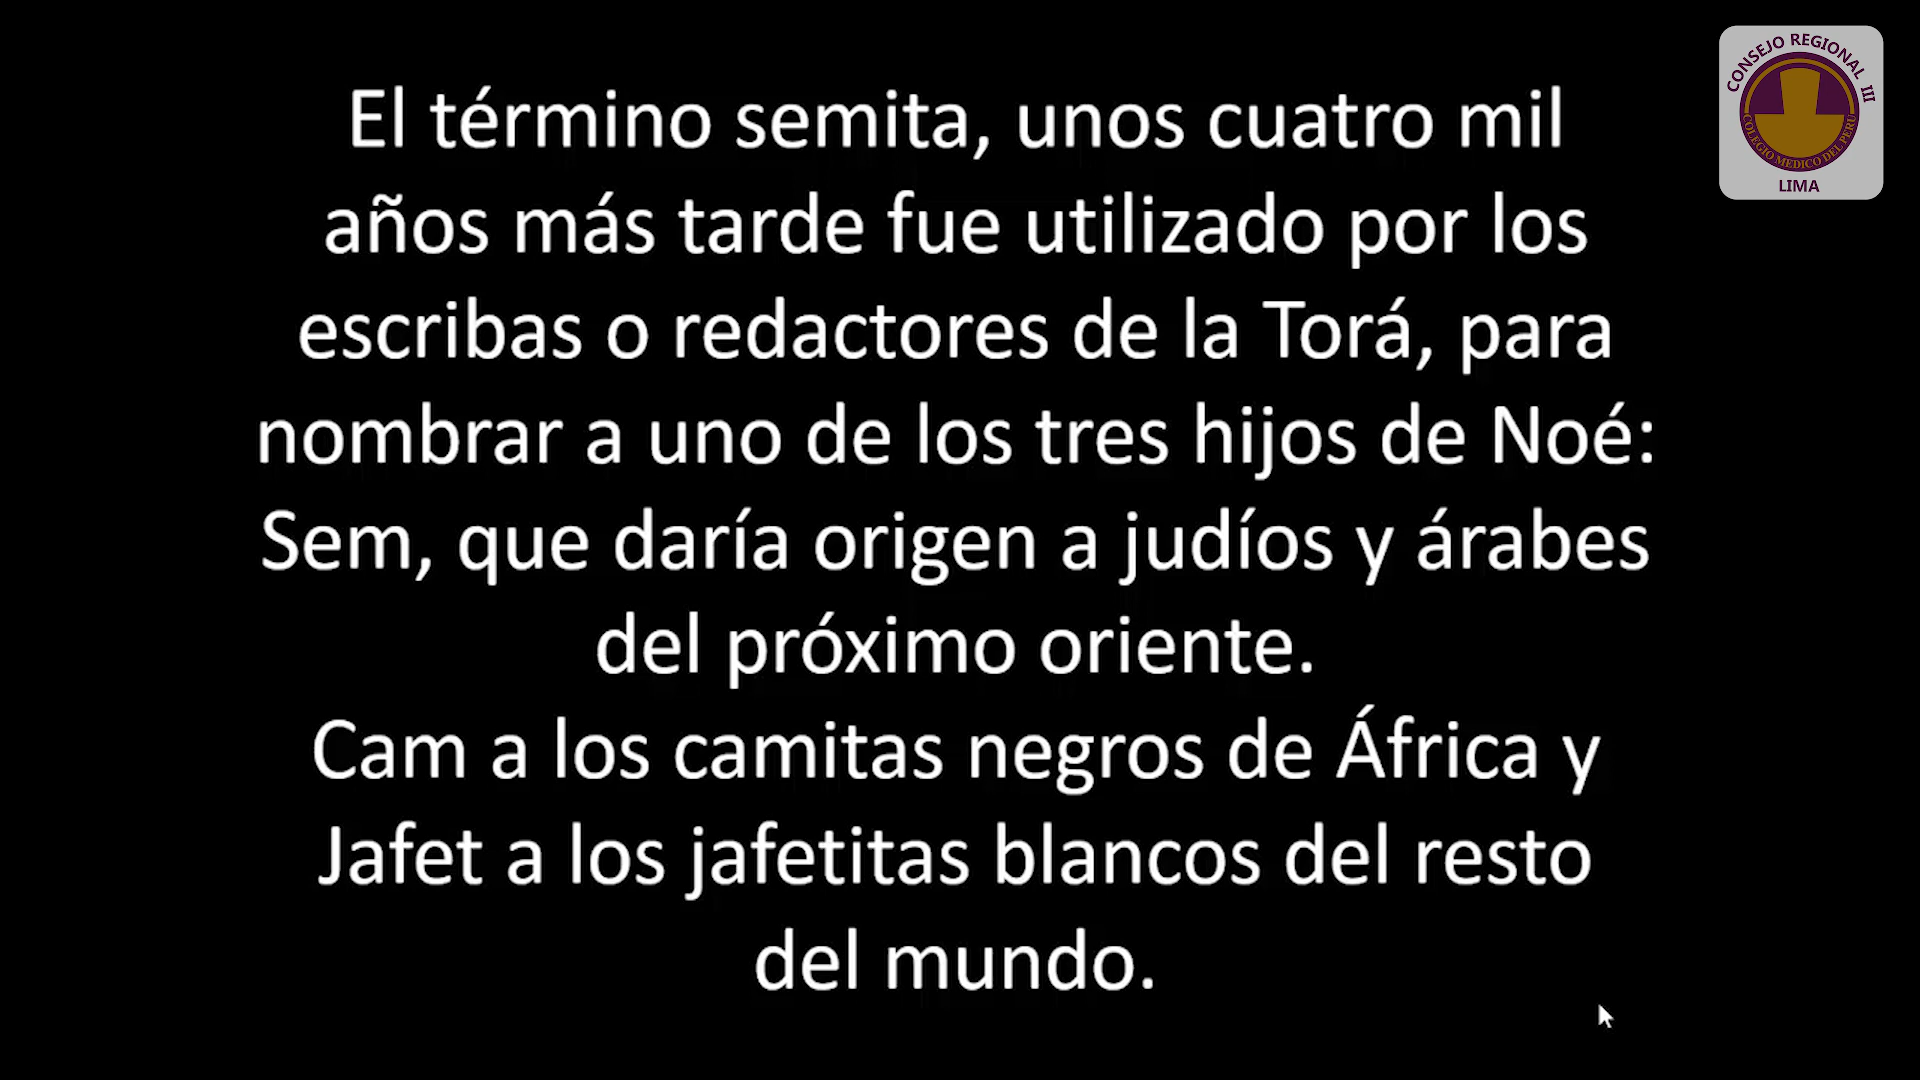 El término semita, unos cuatro mil
años más tarde fue utilizado por los
escribas o redactores de la Torá, para
nombrar a uno de los tres hijos de Noé:
Sem, que daría origen a judíos y árabes
del próximo oriente.
Cam a los camitas negros de África y
Jafet a los jafetitas blancos del resto
del mundo.
CONSEJO REGIONAL III
COLEGIO MEDICO DEL PERU
LIMA